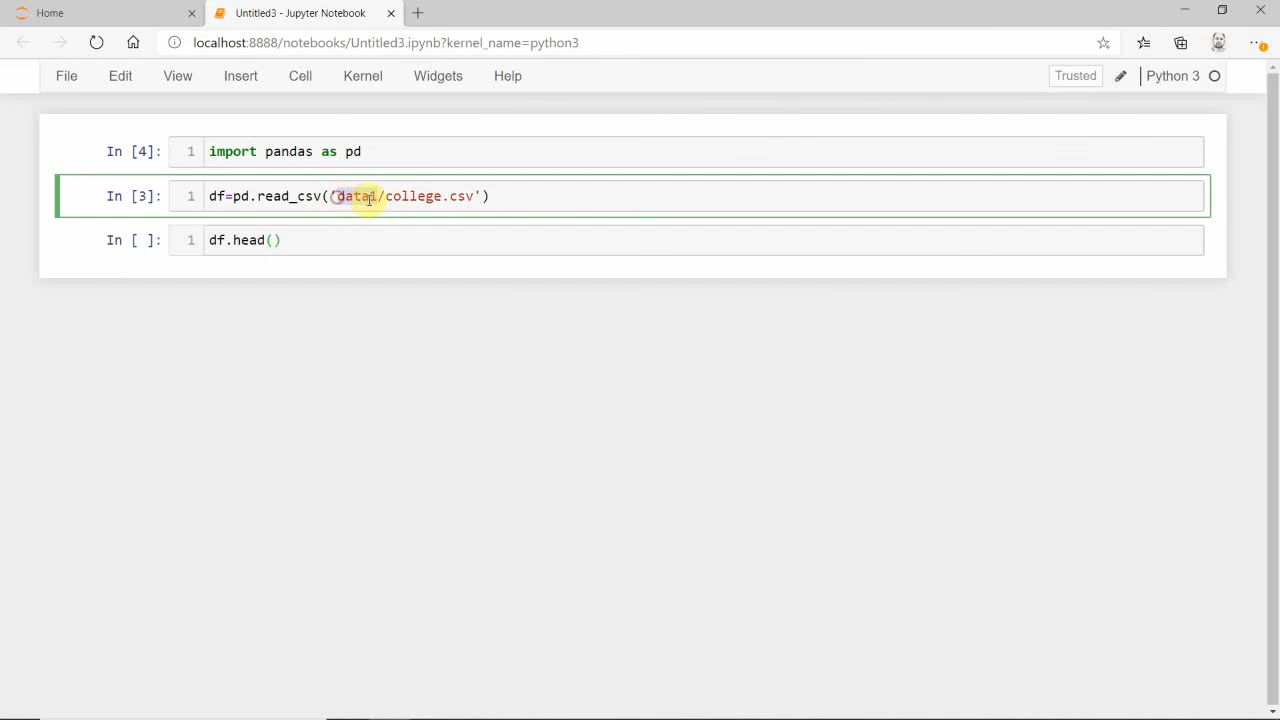 Home
Untitled3 - Jupyter Notebook
localhost:8888/notebooks/Untitled3.ipynb?kernel_name=python3
File Edit View Insert Cell Kernel Widgets Help Trusted Python 3
In [4]: 1 import pandas as pd
In [3]: 1 df=pd.read_csv('data1/college.csv')
In [ ]: 1 df.head()